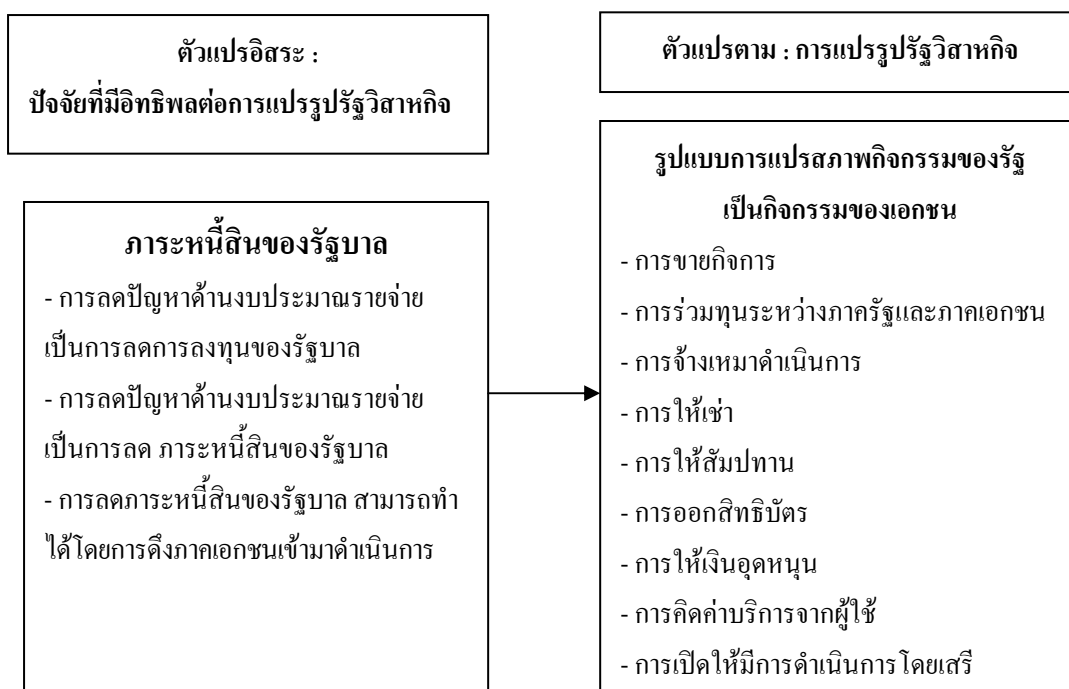 ตัวแปรอิสระ :
ปัจจัยที่มีอิทธิพลต่อการแปรรูปรัฐวิสาหกิจ
ตัวแปรตาม : การแปรรูปรัฐวิสาหกิจ
ภาระหนี้สินของรัฐบาล
- การลดปัญหาด้านงบประมาณรายจ่าย
เป็นการลดการลงทุนของรัฐบาล
- การลดปัญหาด้านงบประมาณรายจ่าย
เป็นการลด ภาระหนี้สินของรัฐบาล
- การลดภาระหนี้สินของรัฐบาล สามารถทำ
ได้โดยการดึงภาคเอกชนเข้ามาดำเนินการ
รูปแบบการแปรสภาพกิจกรรมของรัฐ
เป็นกิจกรรมของเอกชน
- การขายกิจการ
- การร่วมทุนระหว่างภาครัฐและภาคเอกชน
- การจ้างเหมาดำเนินการ
- การให้เช่า
- การให้สัมปทาน
- การออกสิทธิบัตร
- การให้เงินอุดหนุน
- การคิดค่าบริการจากผู้ใช้
- การเปิดให้มีการดำเนินการโดยเสรี